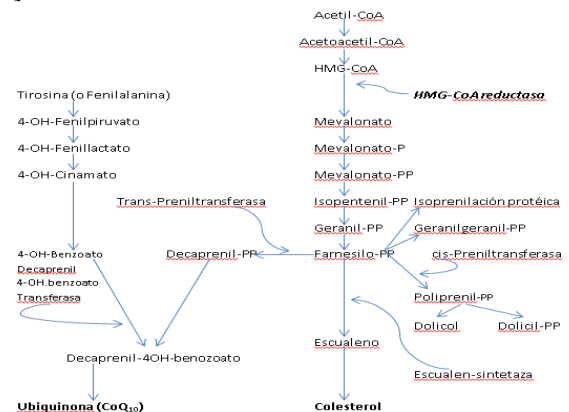 Acetil-CoA
Acetoacetil-CoA
HMG-CoA
HMG-CoA reductasa
Tirosina (o Fenilalanina)
4-OH-Fenilpiruvato
Mevalonato
4-OH-Fenillactato
Mevalonato-P
4-OH-Cinamato
Mevalonato-PP
Trans-Preniltransferasa
Isopentenil-PP
Isoprenilación protéica
Geranil-PP
Geranilgeranil-PP
4-OH-Benzoato
Decaprenil-PP
Farnesilo-PP
cis-Preniltransferasa
Decaprenil
4-OH.benzoato
Transferasa
Poliprenil-PP
Dolicol
Dolicil-PP
Escualeno
Decaprenil-4OH-benozoato
Escualen-sintetaza
Ubiquinona (CoQ10)
Colesterol